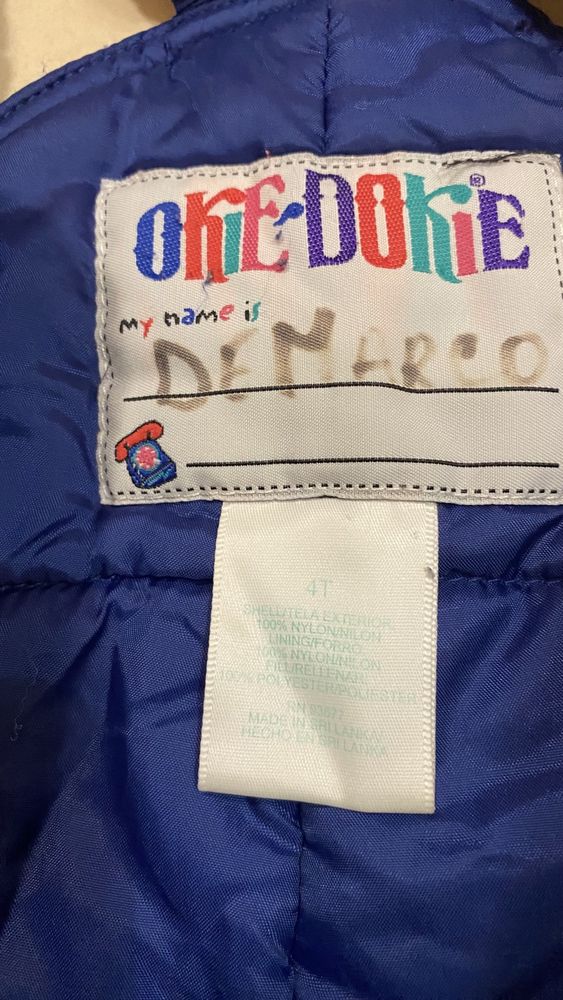 OKIE·DOKIE®
my name is
DEMARCO
4T
SHELL/TELA EXTERIOR,
100% NYLON/NILON
LINING/FORRO
100% NYLON/NILON
FILL/RELLENAR,
100% POLYESTER/POLIESTER
MADE IN SRI LANKA/
HECHO EN SRI LANKA